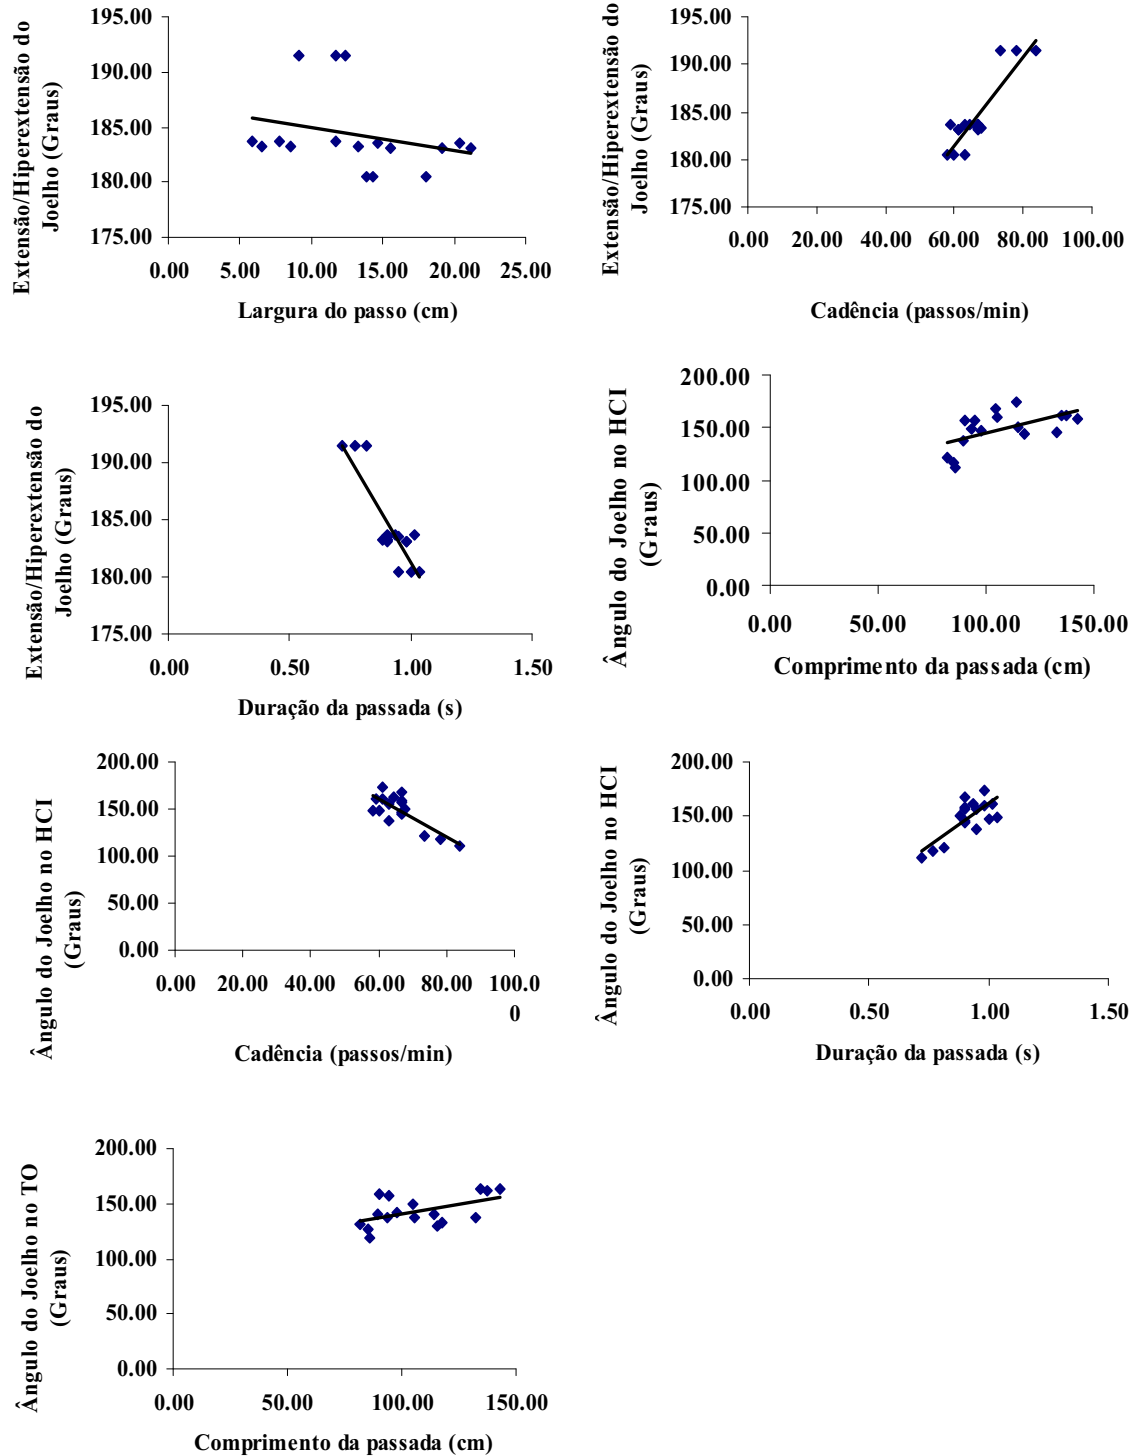 Extensão/Hiperextensão do
Joelho (Graus)
195.00
190.00
185.00
180.00
175.00
0.00 5.00 10.00 15.00 20.00 25.00
Largura do passo (cm)
Extensão/Hiperextensão do
Joelho (Graus)
195.00
190.00
185.00
180.00
175.00
0.00 20.00 40.00 60.00 80.00 100.00
Cadência (passos/min)
Extensão/Hiperextensão do
Joelho (Graus)
195.00
190.00
185.00
180.00
175.00
0.00 0.50 1.00 1.50
Duração da passada (s)
Ângulo do Joelho no HCI
(Graus)
200.00
150.00
100.00
50.00
0.00
0.00 50.00 100.00 150.00
Comprimento da passada (cm)
Ângulo do Joelho no HCI
((Graus)
200.00
150.00
100.00
50.00
0.00
0.00 20.00 40.00 60.00 80.00 100.0
0
Cadência (passos/min)
Ângulo do Joelho no HCI
((Graus)
200.00
150.00
100.00
50.00
0.00
0.00 0.50 1.00 1.50
Duração da passada (s)
Ângulo do Joelho no TO
((Graus)
200.00
150.00
100.00
50.00
0.00
0.00 50.00 100.00 150.00
Comprimento da passada (cm)